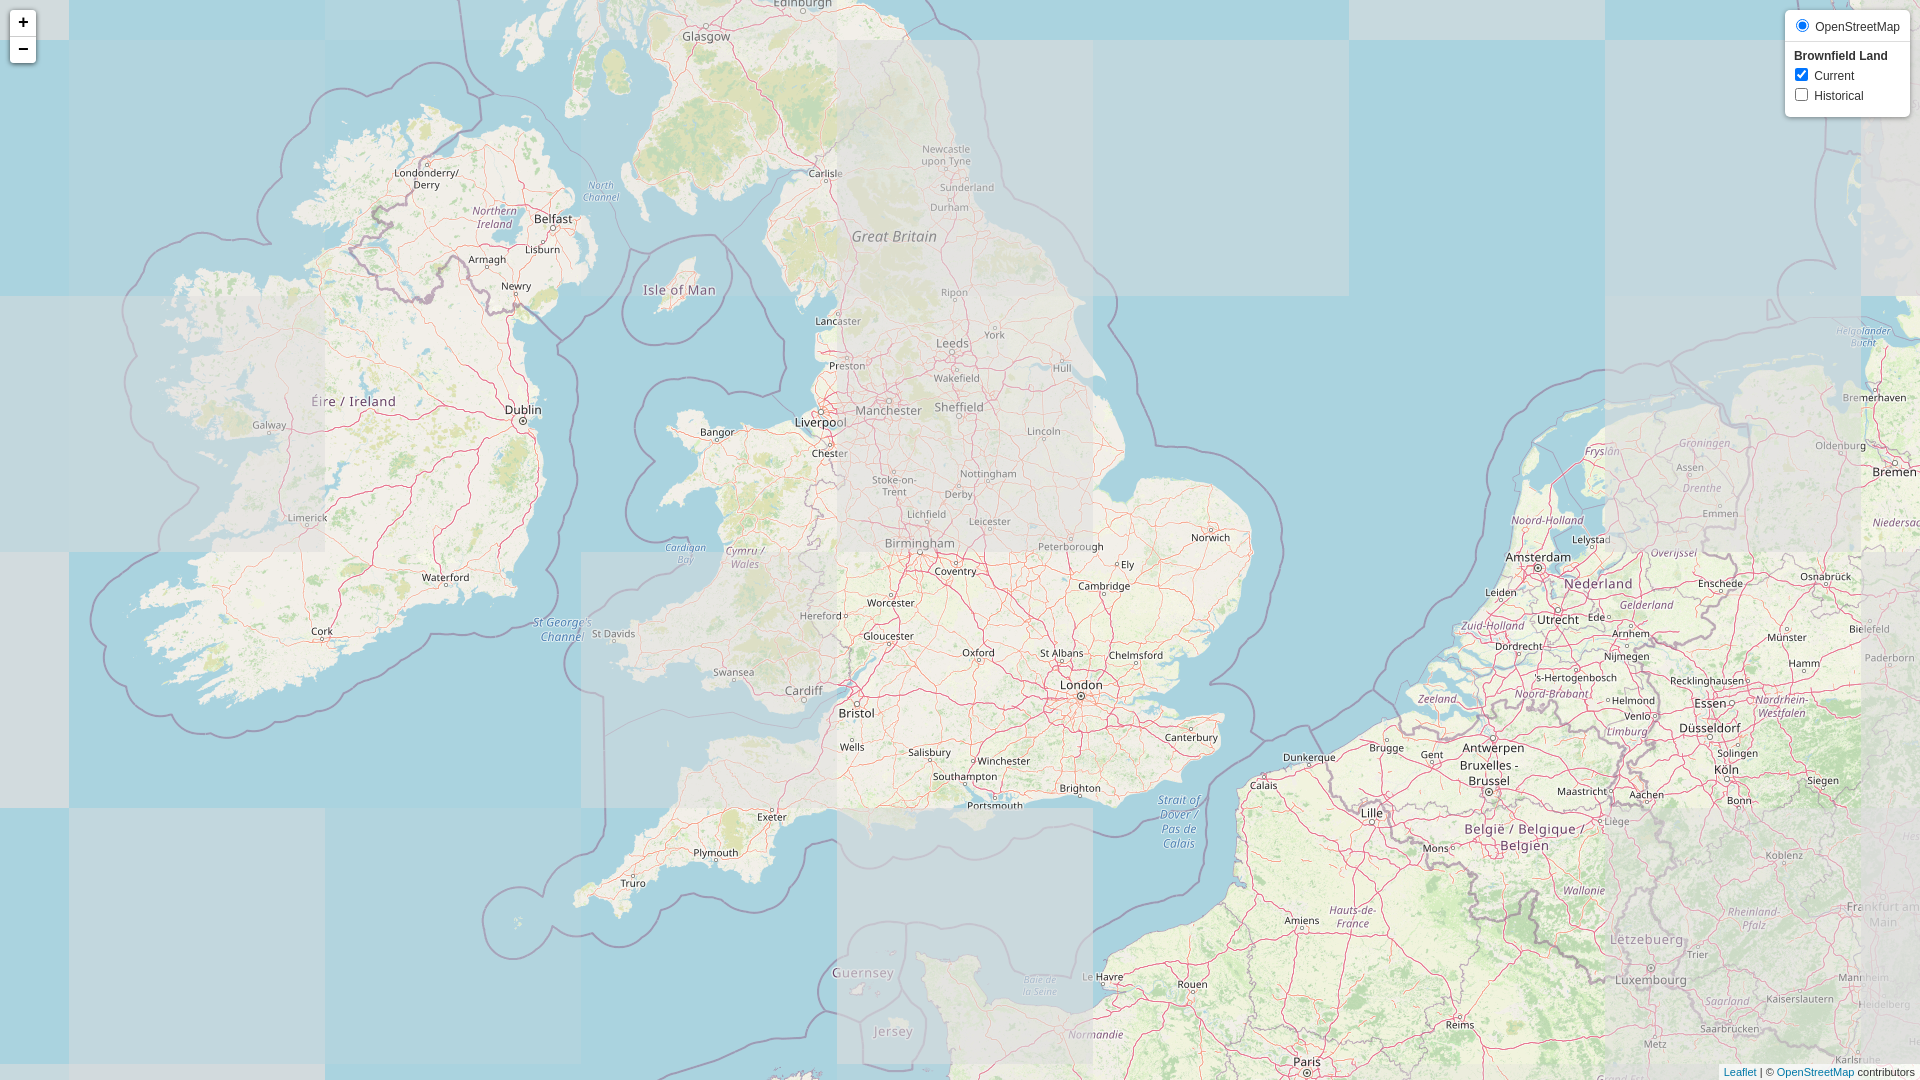 +
−
OpenStreetMap
Brownfield Land
Current
Historical
Edinburgh
Glasgow
Londonderry/
Derry
North
Channel
Carlisle
Newcastle
upon Tyne
Sunderland
Durham
Northern
Ireland
Belfast
Lisburn
Armagh
Newry
Great Britain
Isle of Man
Ripon
Lancaster
York
Leeds
Preston
Hull
Wakefield
Helgoländer
Bucht
Bremerhaven
Éire / Ireland
Dublin
Galway
Liverpool
Manchester
Sheffield
Bangor
Lincoln
Chester
Groningen
Oldenburg
Fryslân
Assen
Bremen
Stoke-on-
Trent
Nottingham
Derby
Drenthe
Limerick
Lichfield
Leicester
Emmen
Noord-Holland
Niedersac
Norwich
Lelystad
Birmingham
Peterborough
Cardigan
Bay
Cymru /
Wales
Overijssel
Amsterdam
Coventry
Ely
Waterford
Cambridge
Nederland
Enschede
Osnabrück
Leiden
Worcester
Gelderland
Hereford
Utrecht
Ede
Cork
St George's
Channel
St Davids
Gloucester
Zuid-Holland
Arnhem
Münster
Bielefeld
Oxford
St Albans
Chelmsford
Dordrecht
Nijmegen
Paderborn
Hamm
Swansea
London
Cardiff
's-Hertogenbosch
Recklinghausen
Zeeland
Noord-Brabant
Helmond
Essen
Nordrhein-
Westfalen
Bristol
Venlo
Limburg
Düsseldorf
Canterbury
Wells
Salisbury
Winchester
Brugge
Gent
Antwerpen
Solingen
Dunkerque
Bruxelles -
Brussel
Köln
Southampton
Brighton
Calais
Maastricht
Aachen
Siegen
Bonn
Portsmouth
Strait of
Dover /
Pas de
Calais
Exeter
Lille
Liège
België / Belgique /
Belgien
Plymouth
Mons
Koblenz
Truro
Wallonie
Hauts-de-
France
Amiens
Rheinland-
Pfalz
Frankfurt am
Main
Lëtzebuerg
Guernsey
Baie de
la Seine
Le Havre
Rouen
Trier
Luxembourg
Mannheim
Saarland
Kaiserslautern
Heidelberg
Jersey
Normandie
Reims
Saarbrücken
Metz
Paris
Karlsruhe
Grand Est
Leaflet | © OpenStreetMap contributors